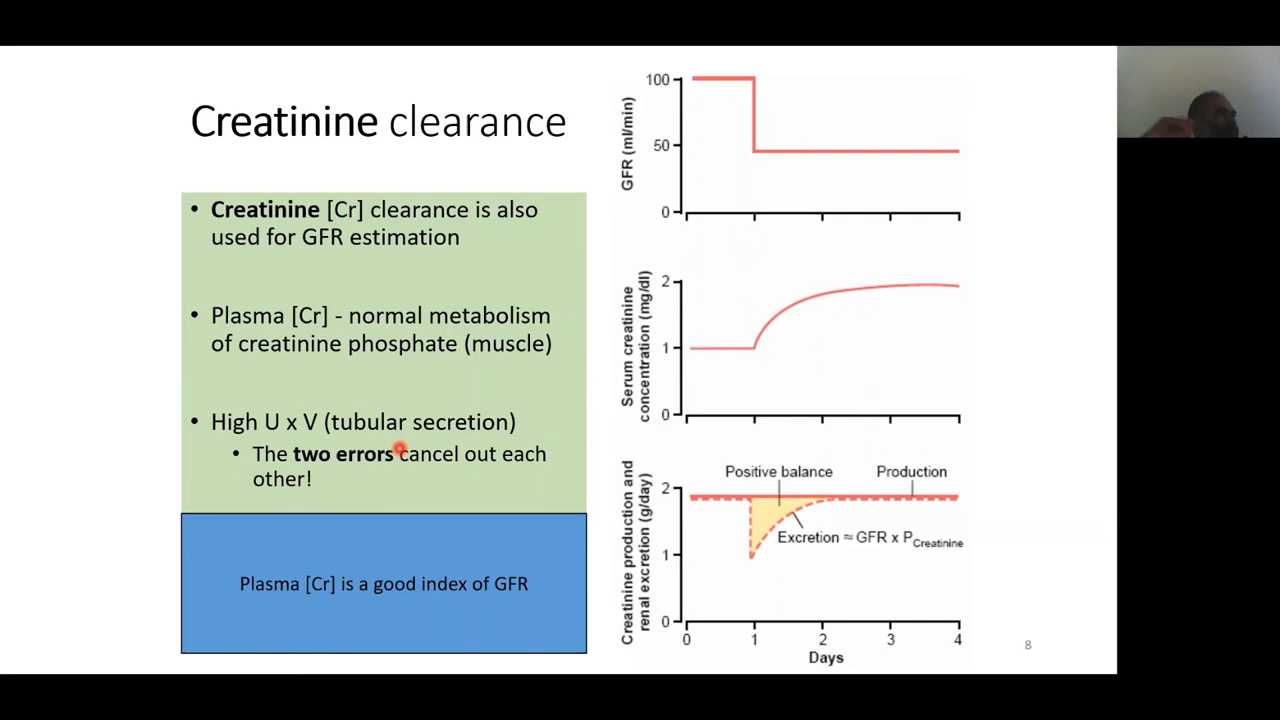 Creatinine clearance
• Creatinine [Cr] clearance is also
used for GFR estimation
• Plasma [Cr] - normal metabolism
of creatinine phosphate (muscle)
• High U x V (tubular secretion)
• The two errors cancel out each
other!
Plasma [Cr] is a good index of GFR
GFR (ml/min)
100
50
0
Serum creatinine
concentration (mg/dl)
2
1
0
Creatinine production and
renal excretion (g/day)
2
1
0
Positive balance
Production
Excretion ≈ GFR x PCreatinine
0 1 2 3 4
Days
8